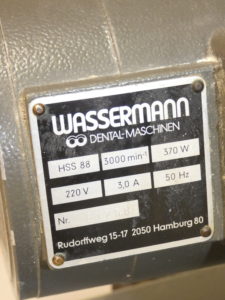 WASSERMANN
DENTAL-MASCHINEN
HSS 88 3000 min⁻¹ 370 W
220 V 3,0 A 50 Hz
Nr.
Rudorffweg 15-17 2050 Hamburg 80